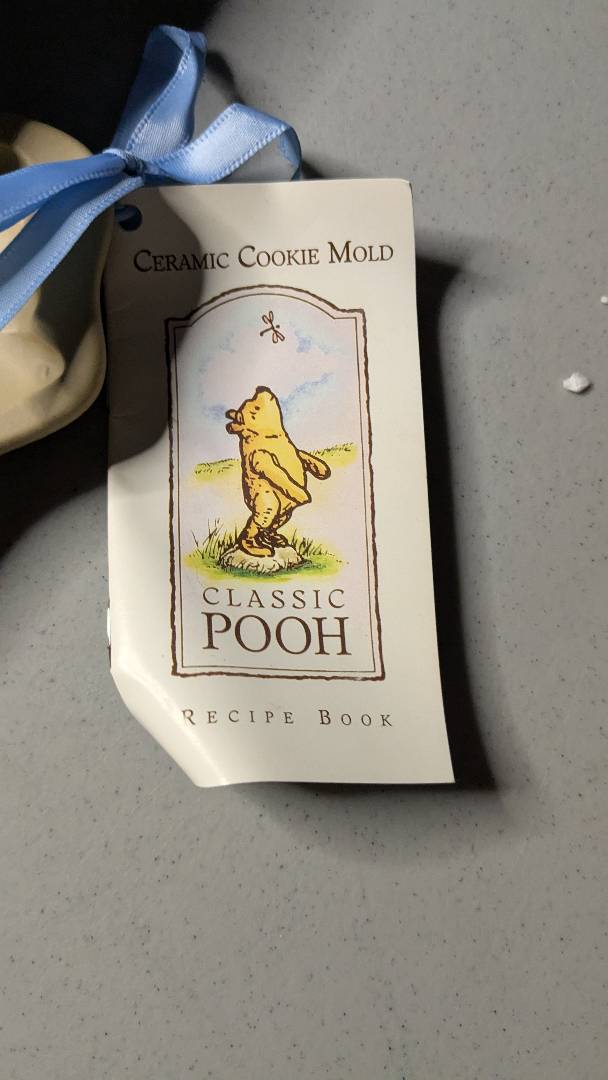 Ceramic Cookie Mold
CLASSIC
POOH
Recipe Book